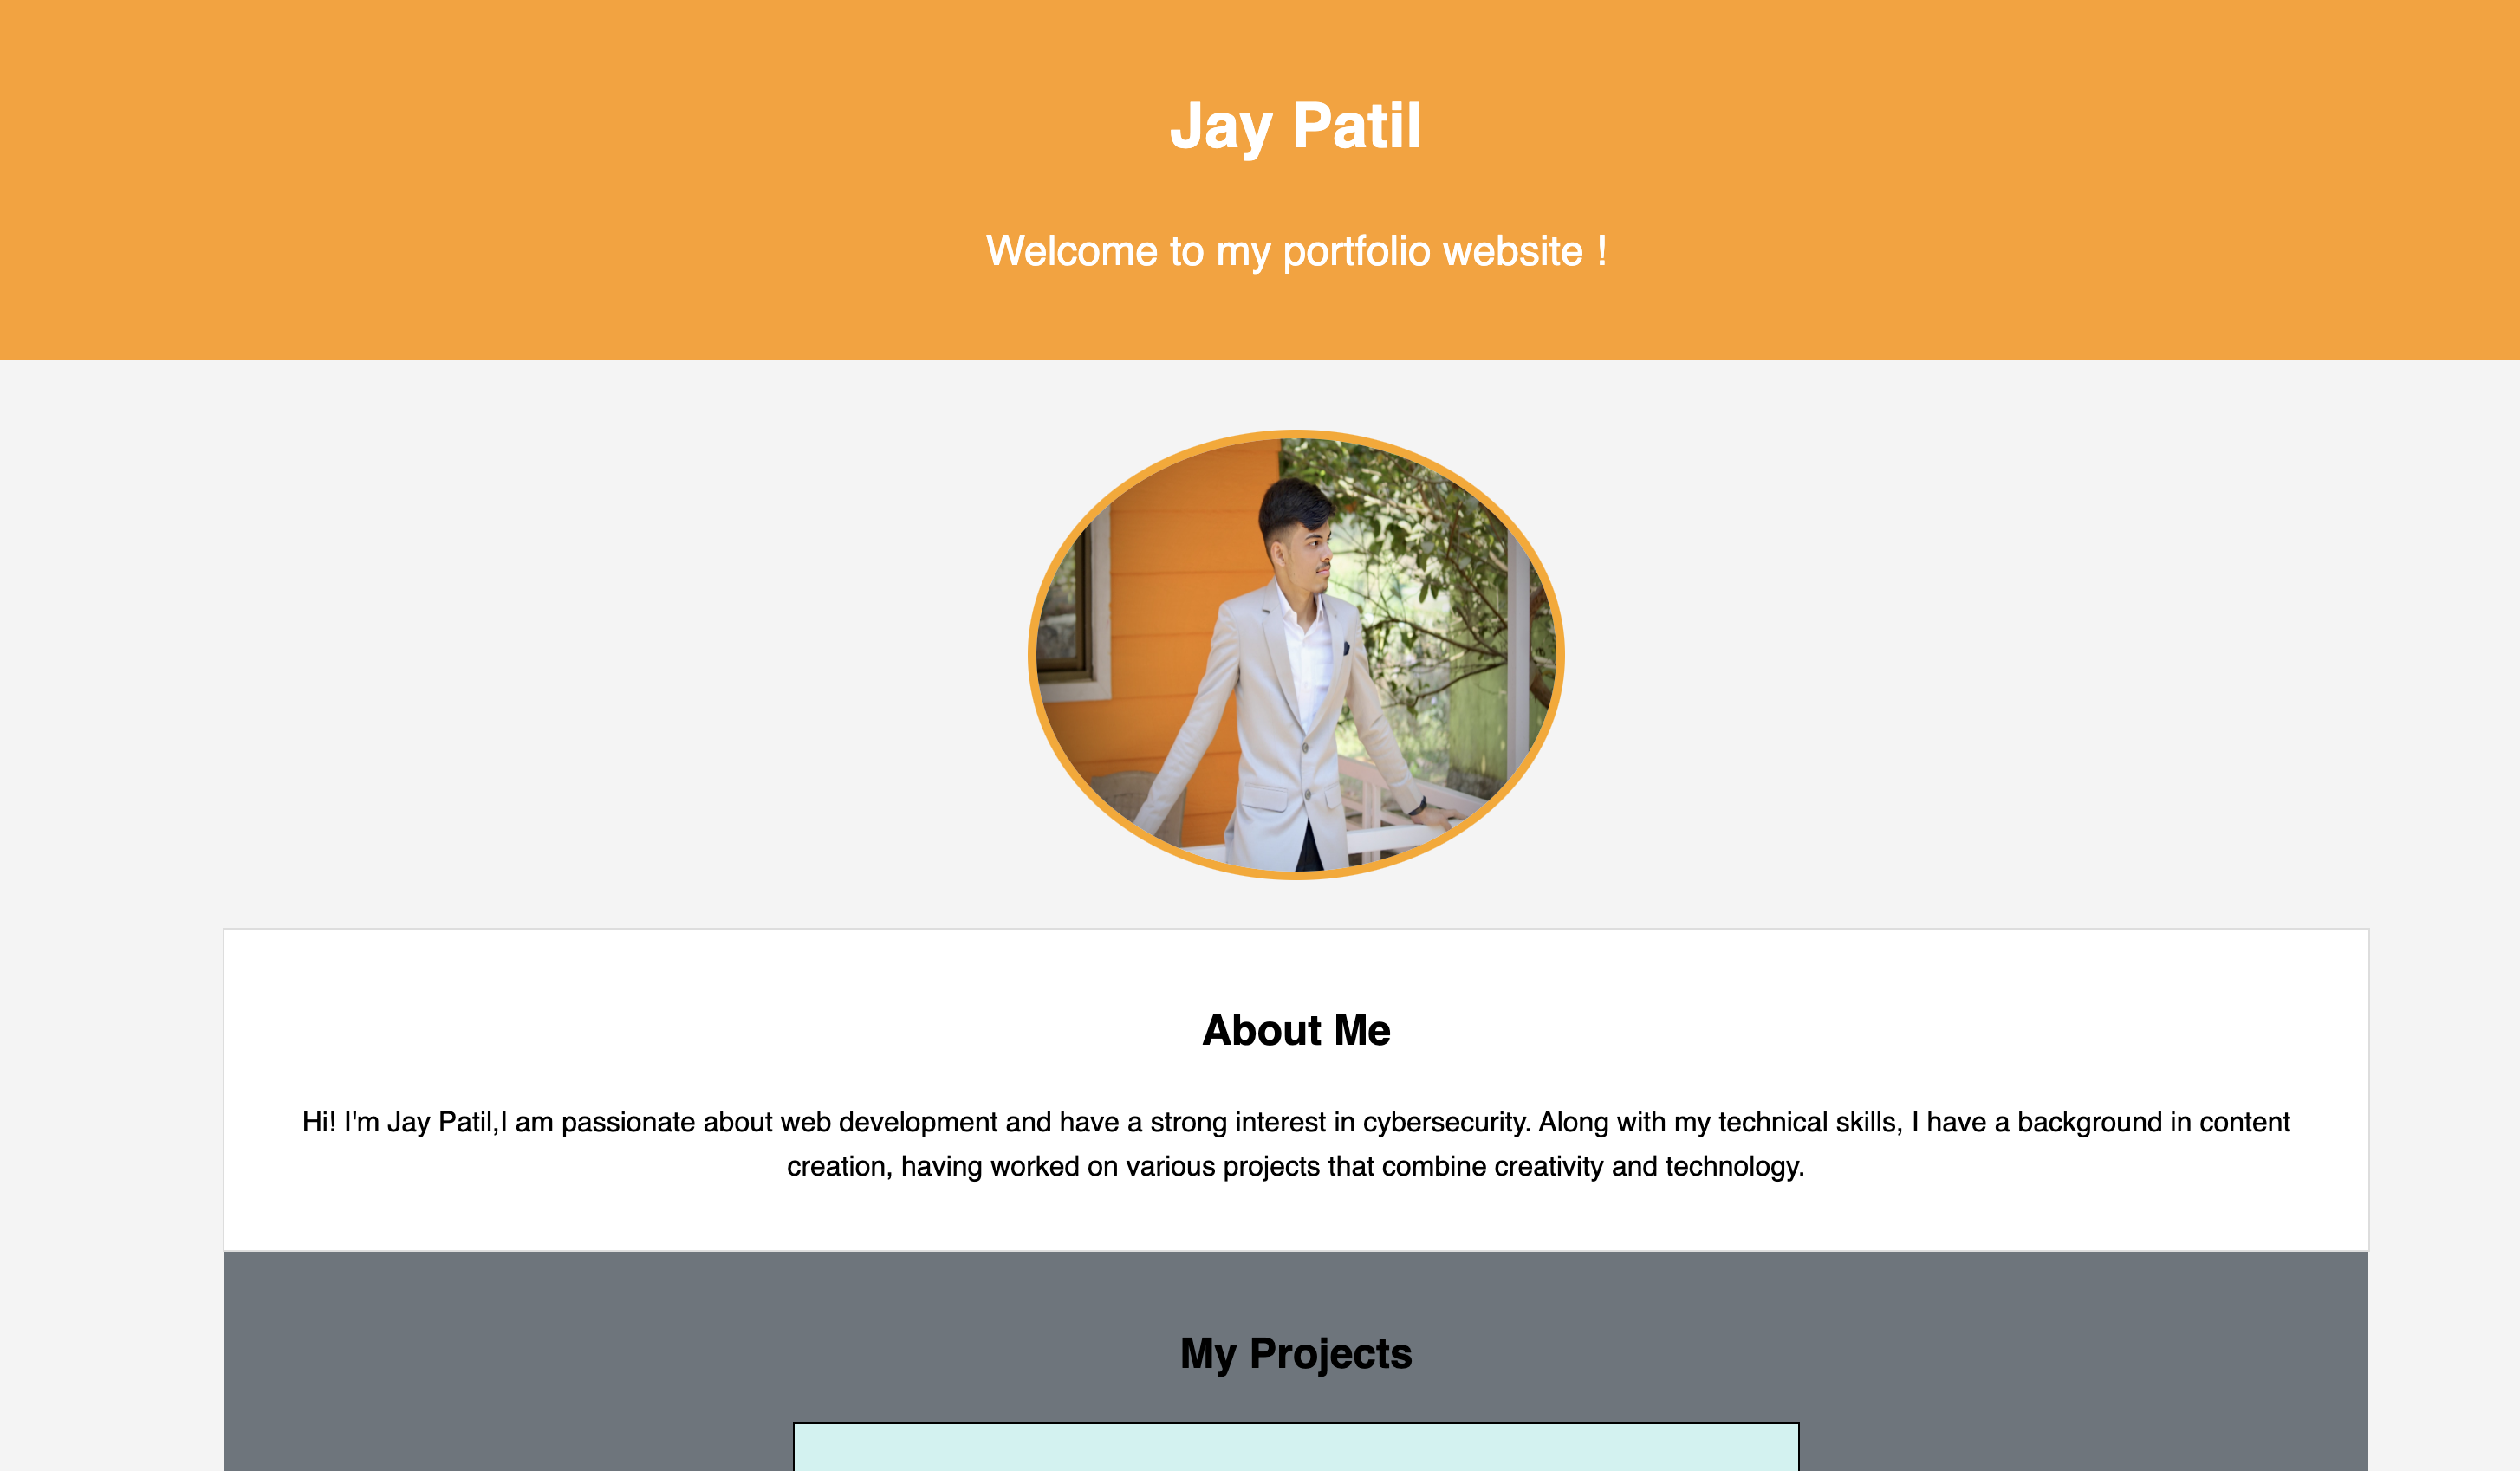 Jay Patil
Welcome to my portfolio website !
About Me
Hi! I'm Jay Patil,I am passionate about web development and have a strong interest in cybersecurity. Along with my technical skills, I have a background in content
creation, having worked on various projects that combine creativity and technology.
My Projects